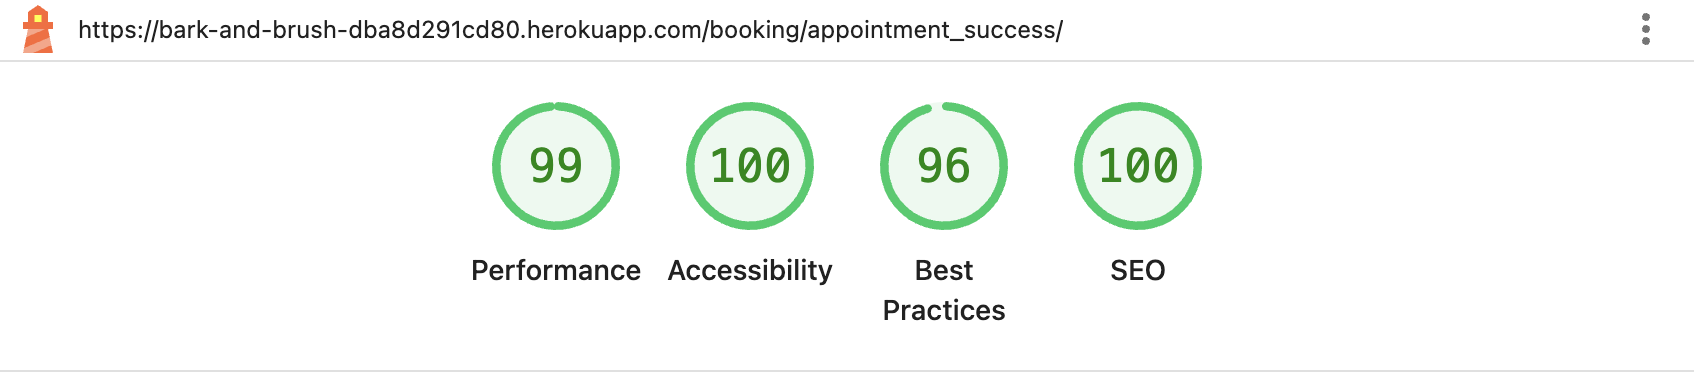 https://bark-and-brush-dba8d291cd80.herokuapp.com/booking/appointment_success/
99
100
96
100
Performance
Accessibility
Best
Practices
SEO